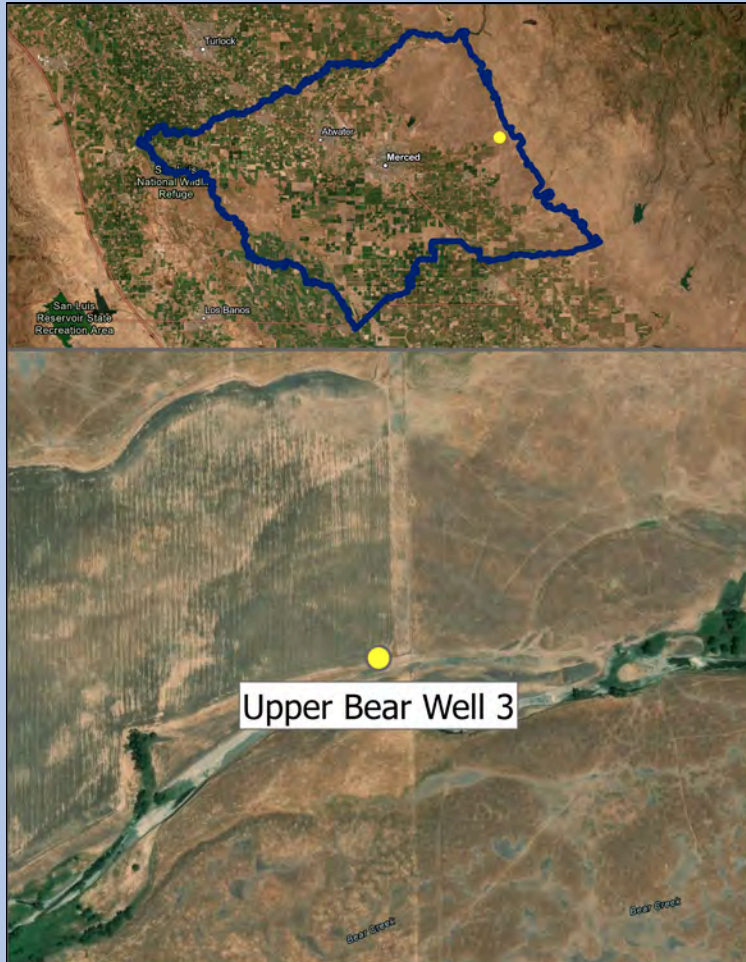 Turlock
Atwater
Merced
National Wildl
Refuge
San Luis
Reservoir State
Recreation Area
Los Banos
Upper Bear Well 3
Bear Creek
Bear Creek